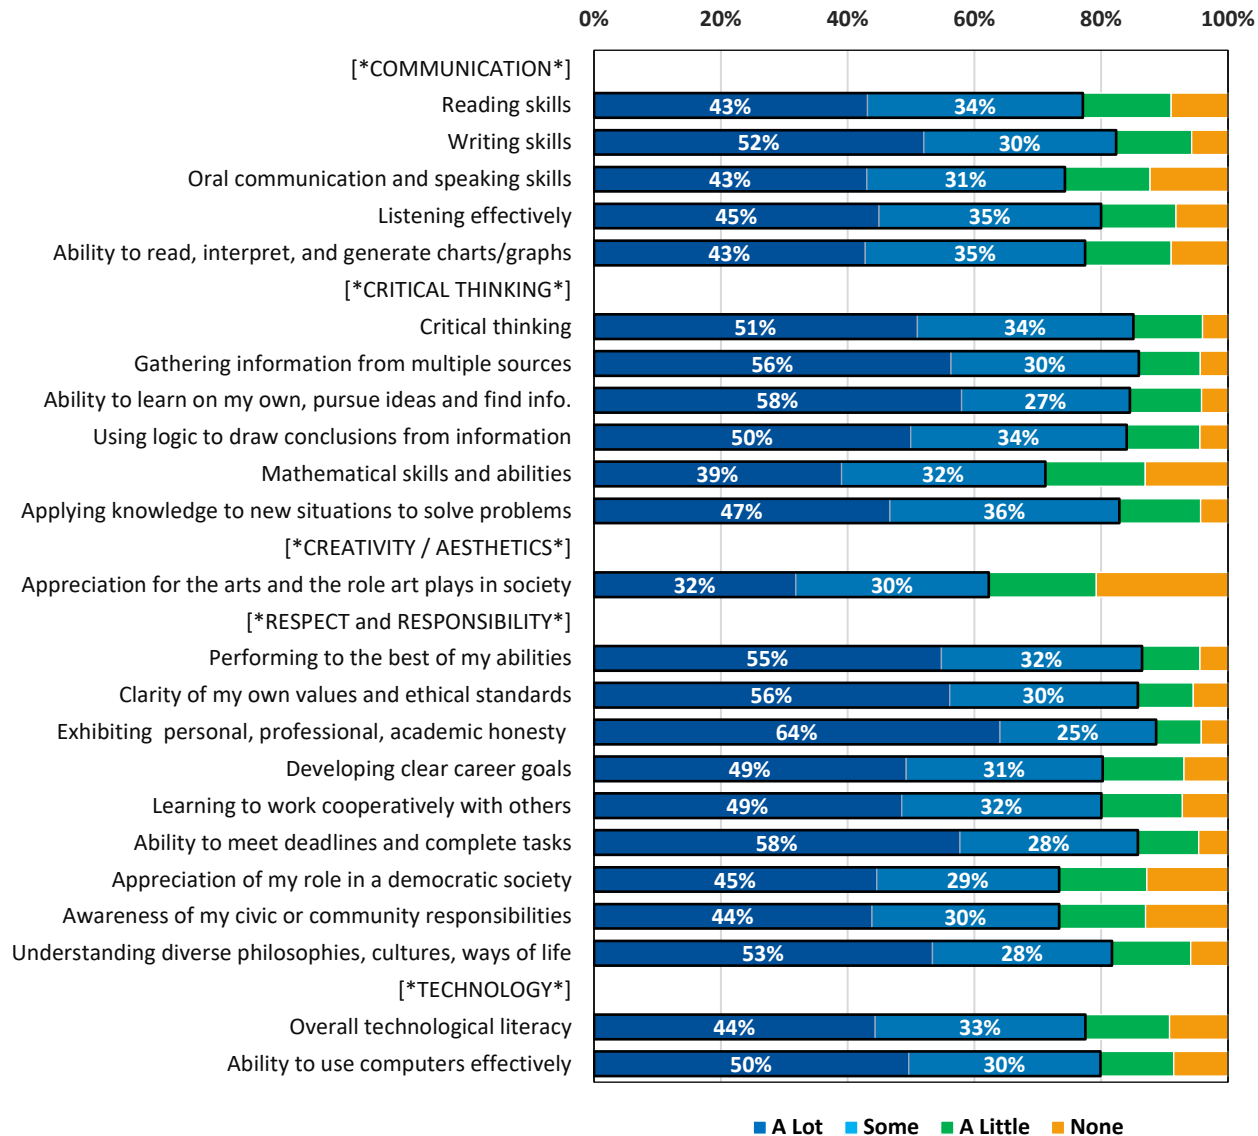 0% 20% 40% 60% 80% 100%
[*COMMUNICATION*]
Reading skills 43% 34%
Writing skills 52% 30%
Oral communication and speaking skills 43% 31%
Listening effectively 45% 35%
Ability to read, interpret, and generate charts/graphs 43% 35%
[*CRITICAL THINKING*]
Critical thinking 51% 34%
Gathering information from multiple sources 56% 30%
Ability to learn on my own, pursue ideas and find info. 58% 27%
Using logic to draw conclusions from information 50% 34%
Mathematical skills and abilities 39% 32%
Applying knowledge to new situations to solve problems 47% 36%
[*CREATIVITY / AESTHETICS*]
Appreciation for the arts and the role art plays in society 32% 30%
[*RESPECT and RESPONSIBILITY*]
Performing to the best of my abilities 55% 32%
Clarity of my own values and ethical standards 56% 30%
Exhibiting  personal, professional, academic honesty 64% 25%
Developing clear career goals 49% 31%
Learning to work cooperatively with others 49% 32%
Ability to meet deadlines and complete tasks 58% 28%
Appreciation of my role in a democratic society 45% 29%
Awareness of my civic or community responsibilities 44% 30%
Understanding diverse philosophies, cultures, ways of life 53% 28%
[*TECHNOLOGY*]
Overall technological literacy 44% 33%
Ability to use computers effectively 50% 30%
A Lot Some A Little None